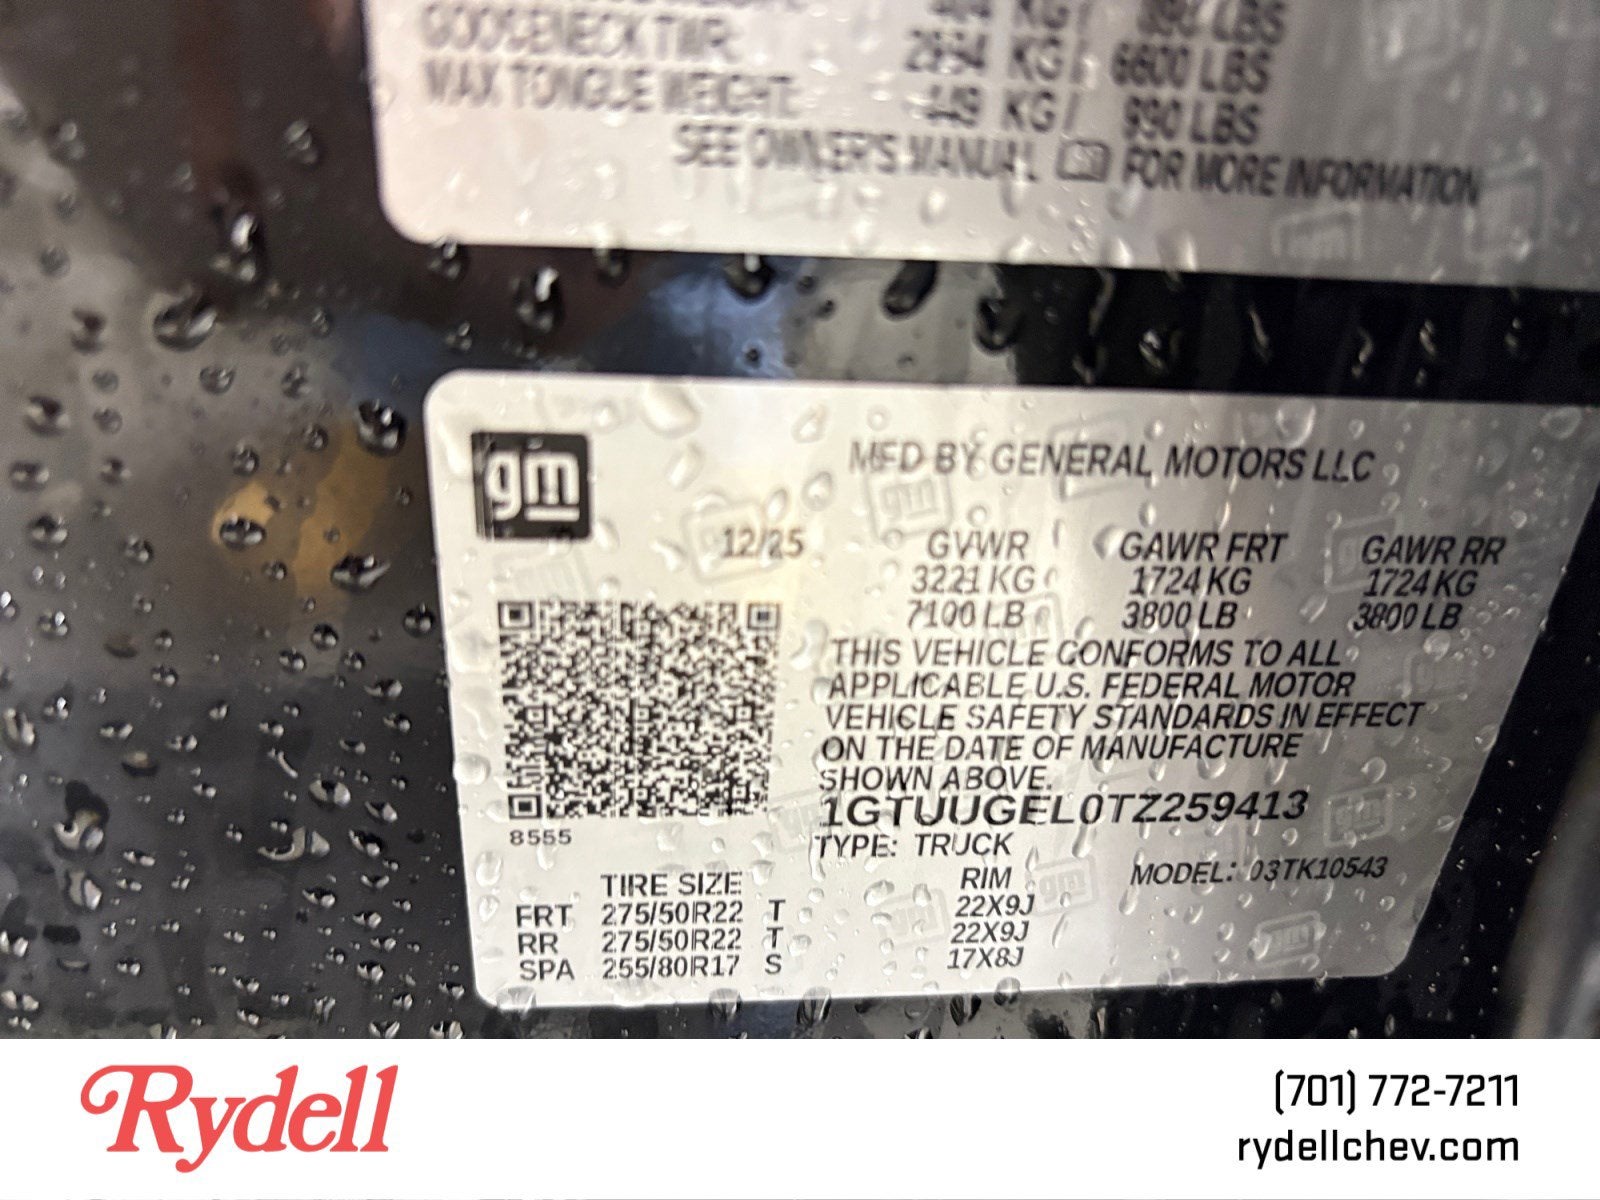 KG / LBS
GOOSENECK TWR: 2994 KG / 6600 LBS
MAX TONGUE WEIGHT: 449 KG / 990 LBS
SEE OWNER'S MANUAL FOR MORE INFORMATION
gm
MFD BY GENERAL MOTORS LLC
12/25
GVWR GAWR FRT GAWR RR
3221 KG 1724 KG 1724 KG
7100 LB 3800 LB 3800 LB
THIS VEHICLE CONFORMS TO ALL
APPLICABLE U.S. FEDERAL MOTOR
VEHICLE SAFETY STANDARDS IN EFFECT
ON THE DATE OF MANUFACTURE
SHOWN ABOVE.
1GTUUGEL0TZ259413
8555
TYPE: TRUCK MODEL: 03TK10543
TIRE SIZE RIM
FRT 275/50R22 T 22X9J
RR 275/50R22 T 22X9J
SPA 255/80R17 S 17X8J
Rydell
(701) 772-7211
rydellchev.com